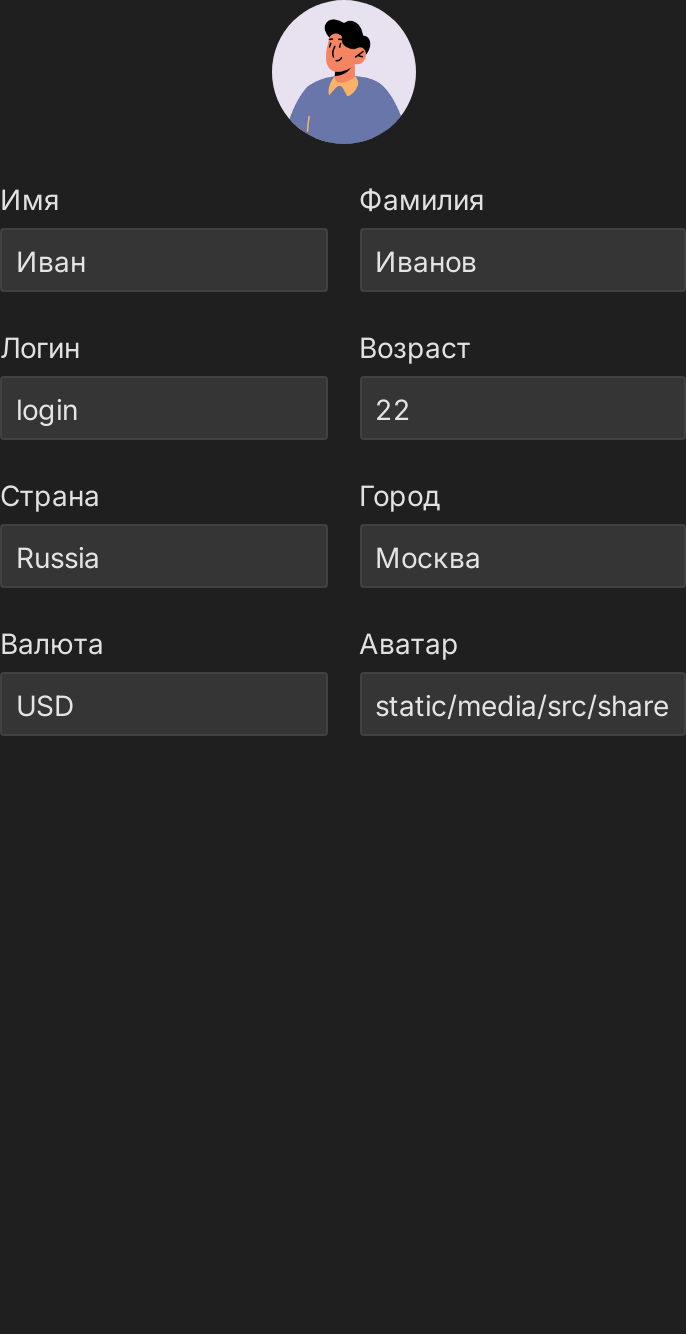 Имя Фамилия
Иван Иванов
Логин Возраст
login 22
Страна Город
Russia Москва
Валюта Аватар
USD static/media/src/share